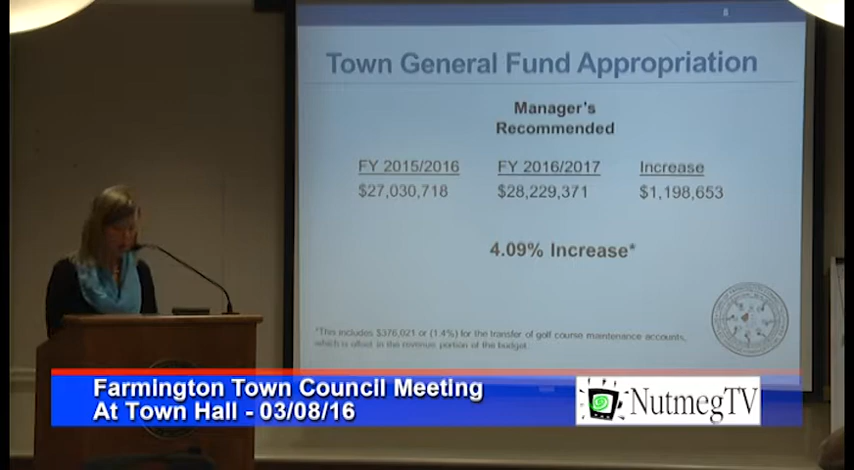 8
Town General Fund Appropriation
Manager's
Recommended
FY 2015/2016 FY 2016/2017 Increase
$27,030,718 $28,229,371 $1,198,653
4.09% Increase*
*This includes $376,021 or (1.4%) for the transfer of golf course maintenance accounts,
which is offset in the revenue portion of the budget.
Farmington Town Council Meeting
At Town Hall - 03/08/16
NutmegTV